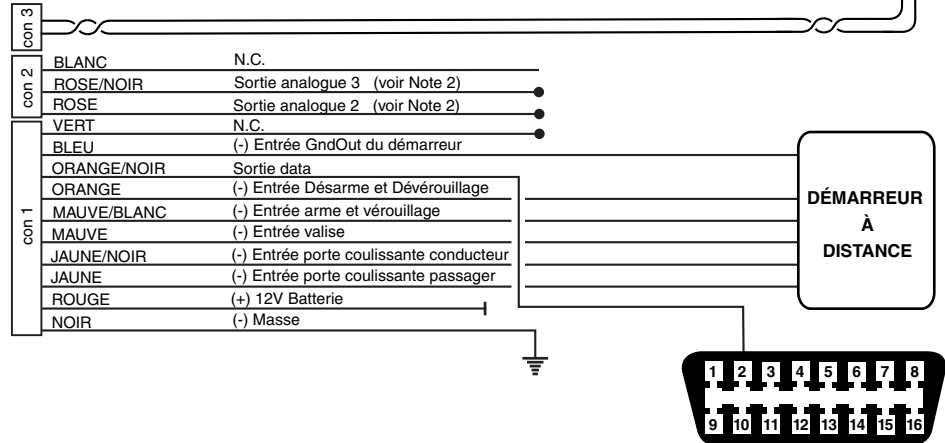 con 3
con 2
BLANC N.C.
ROSE/NOIR Sortie analogue 3 (voir Note 2)
ROSE Sortie analogue 2 (voir Note 2)
con 1
VERT N.C.
BLEU (-) Entrée GndOut du démarreur
ORANGE/NOIR Sortie data
ORANGE (-) Entrée Désarme et Dévérouillage
MAUVE/BLANC (-) Entrée arme et vérouillage
MAUVE (-) Entrée valise
JAUNE/NOIR (-) Entrée porte coulissante conducteur
JAUNE (-) Entrée porte coulissante passager
ROUGE (+) 12V Batterie
NOIR (-) Masse
DÉMARREUR
À
DISTANCE
1 2 3 4 5 6 7 8
9 10 11 12 13 14 15 16